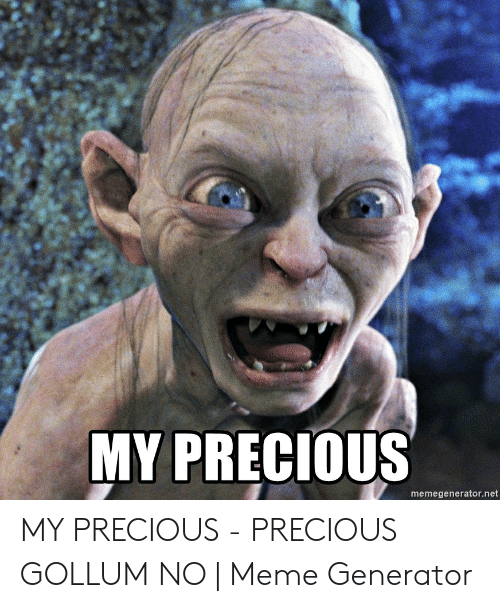 MY PRECIOUS
memegenerator.net
MY PRECIOUS - PRECIOUS
GOLLUM NO | Meme Generator